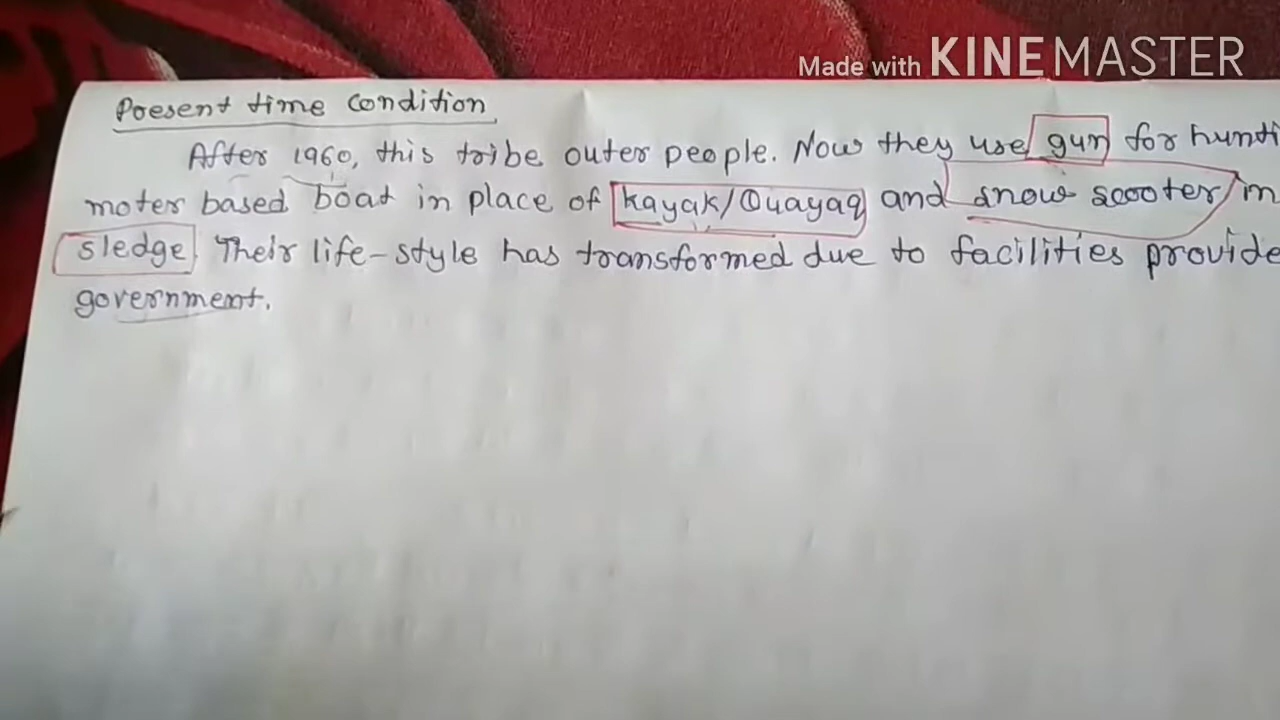 Made with KINEMASTER
Present time condition
After 1960, this tribe outer people. Now they use gun for hunti
moter based boat in place of kayak/Quayaq and snow scooter in
sledge. Their life-style has transformed due to facilities provide
government.